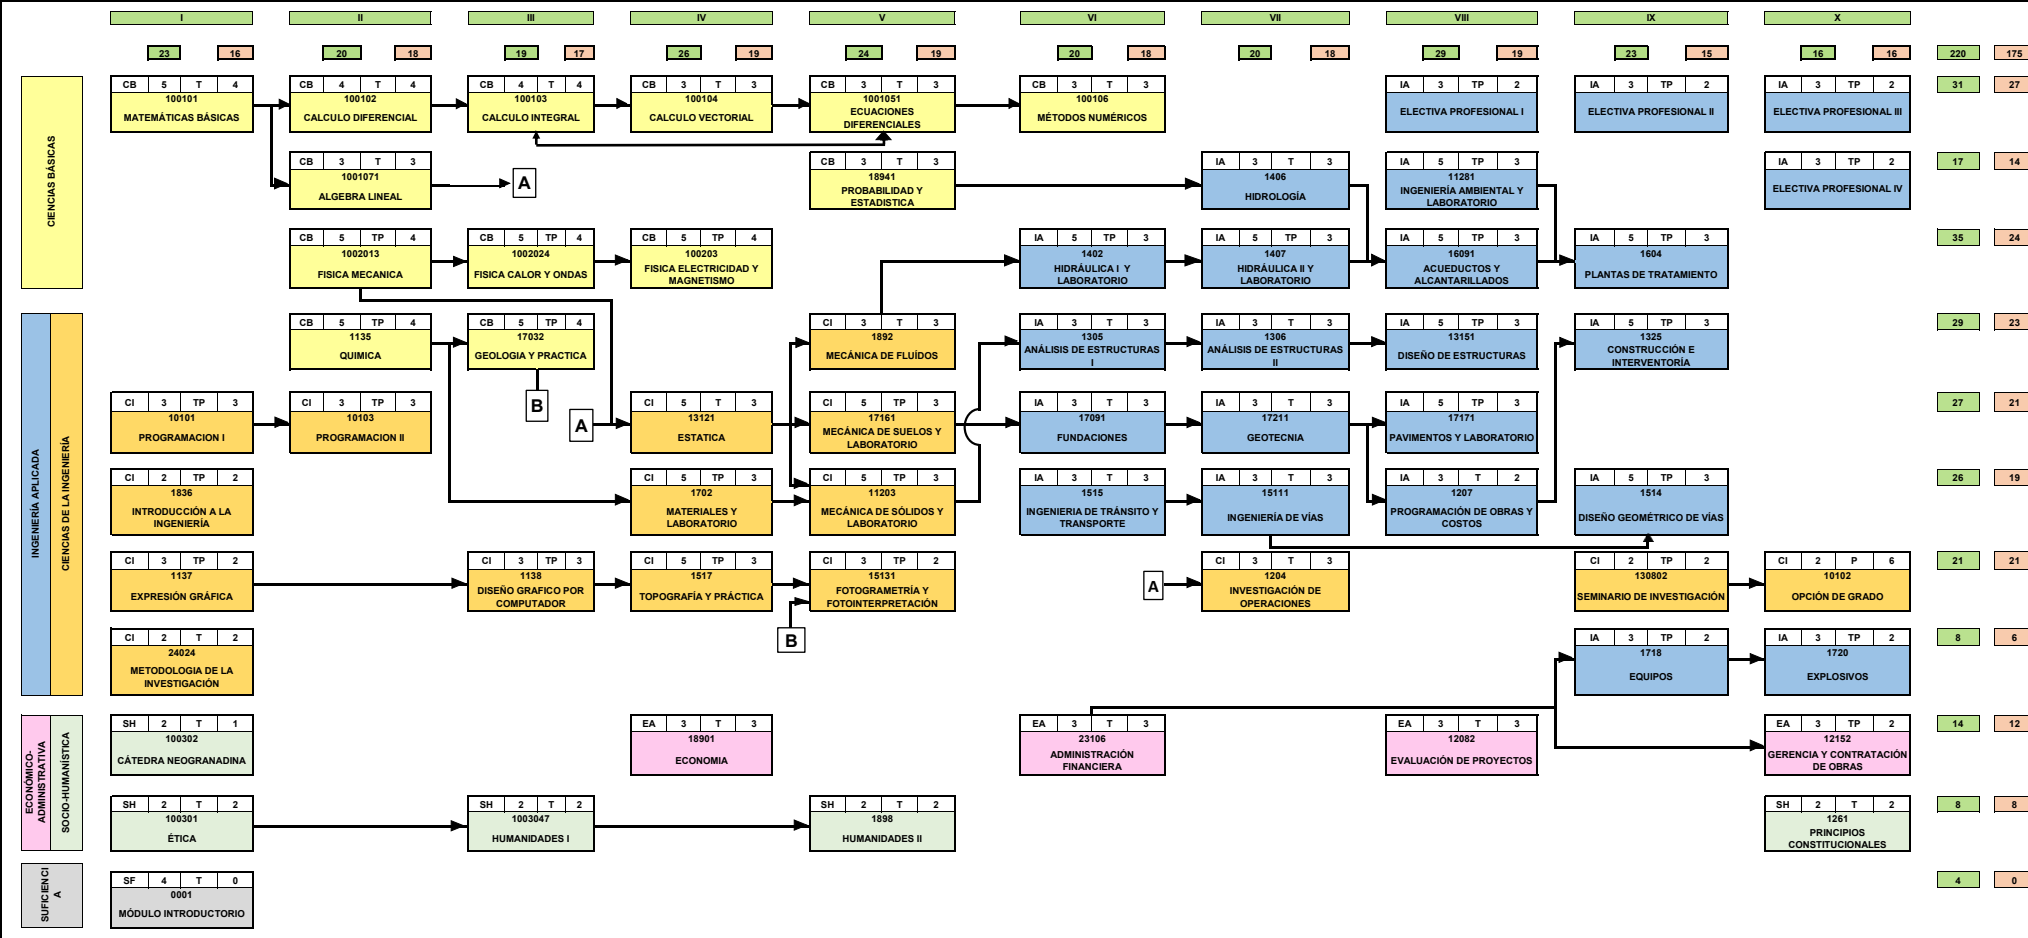 I II III IV V VI VII VIII IX X
23 16 20 18 19 17 26 19 24 19 20 18 20 18 29 19 23 15 16 16 220 175
CIENCIAS BÁSICAS
CB 5 T 4
100101
MATEMÁTICAS BÁSICAS
CB 4 T 4
100102
CALCULO DIFERENCIAL
CB 4 T 4
100103
CALCULO INTEGRAL
CB 3 T 3
100104
CALCULO VECTORIAL
CB 3 T 3
1001051
ECUACIONES
DIFERENCIALES
CB 3 T 3
100106
MÉTODOS NUMÉRICOS
IA 3 TP 2
ELECTIVA PROFESIONAL I
IA 3 TP 2
ELECTIVA PROFESIONAL II
IA 3 TP 2
ELECTIVA PROFESIONAL III
31 27
CB 3 T 3
1001071
ALGEBRA LINEAL
A
CB 3 T 3
18941
PROBABILIDAD Y
ESTADISTICA
IA 3 T 3
1406
HIDROLOGÍA
IA 5 TP 3
11281
INGENIERÍA AMBIENTAL Y
LABORATORIO
IA 3 TP 2
ELECTIVA PROFESIONAL IV
17 14
CB 5 TP 4
1002013
FISICA MECANICA
CB 5 TP 4
1002024
FISICA CALOR Y ONDAS
CB 5 TP 4
100203
FISICA ELECTRICIDAD Y
MAGNETISMO
IA 5 TP 3
1402
HIDRÁULICA I Y
LABORATORIO
IA 5 TP 3
1407
HIDRÁULICA II Y
LABORATORIO
IA 5 TP 3
16091
ACUEDUCTOS Y
ALCANTARILLADOS
IA 5 TP 3
1604
PLANTAS DE TRATAMIENTO
35 24
INGENIERÍA APLICADA
CIENCIAS DE LA INGENIERÍA
CB 5 TP 4
1135
QUIMICA
CB 5 TP 4
17032
GEOLOGIA Y PRACTICA
CI 3 T 3
1892
MECÁNICA DE FLUÍDOS
IA 3 T 3
1305
ANÁLISIS DE ESTRUCTURAS
I
IA 3 T 3
1306
ANÁLISIS DE ESTRUCTURAS
II
IA 5 TP 3
13151
DISEÑO DE ESTRUCTURAS
IA 5 TP 3
1325
CONSTRUCCIÓN E
INTERVENTORÍA
29 23
CI 3 TP 3
10101
PROGRAMACION I
CI 3 TP 3
10103
PROGRAMACION II
B
A
CI 5 T 3
13121
ESTATICA
CI 5 TP 3
17161
MECÁNICA DE SUELOS Y
LABORATORIO
IA 3 T 3
17091
FUNDACIONES
IA 3 T 3
17211
GEOTECNIA
IA 5 TP 3
17171
PAVIMENTOS Y LABORATORIO
27 21
CI 2 TP 2
1836
INTRODUCCIÓN A LA
INGENIERÍA
CI 5 TP 3
1702
MATERIALES Y
LABORATORIO
CI 5 TP 3
11203
MECÁNICA DE SÓLIDOS Y
LABORATORIO
IA 3 T 3
1515
INGENIERIA DE TRÁNSITO Y
TRANSPORTE
IA 3 T 3
15111
INGENIERÍA DE VÍAS
IA 3 T 2
1207
PROGRAMACIÓN DE OBRAS Y
COSTOS
IA 5 TP 3
1514
DISEÑO GEOMÉTRICO DE VÍAS
26 19
CI 3 TP 2
1137
EXPRESIÓN GRÁFICA
CI 3 TP 3
1138
DISEÑO GRAFICO POR
COMPUTADOR
CI 5 TP 3
1517
TOPOGRAFÍA Y PRÁCTICA
CI 3 TP 2
15131
FOTOGRAMETRÍA Y
FOTOINTERPRETACIÓN
A
CI 3 T 3
1204
INVESTIGACIÓN DE
OPERACIONES
CI 2 TP 2
130802
SEMINARIO DE INVESTIGACIÓN
CI 2 P 6
10102
OPCIÓN DE GRADO
21 21
CI 2 T 2
24024
METODOLOGIA DE LA
INVESTIGACIÓN
B
IA 3 TP 2
1718
EQUIPOS
IA 3 TP 2
1720
EXPLOSIVOS
8 6
ECONÓMICO-
ADMINISTRATIVA
SOCIO-HUMANÍSTICA
SH 2 T 1
100302
CÁTEDRA NEOGRANADINA
EA 3 T 3
18901
ECONOMIA
EA 3 T 3
23106
ADMINISTRACIÓN
FINANCIERA
EA 3 T 3
12082
EVALUACIÓN DE PROYECTOS
EA 3 TP 2
12152
GERENCIA Y CONTRATACIÓN
DE OBRAS
14 12
SH 2 T 2
100301
ÉTICA
SH 2 T 2
1003047
HUMANIDADES I
SH 2 T 2
1898
HUMANIDADES II
SH 2 T 2
1261
PRINCIPIOS
CONSTITUCIONALES
8 8
SUFICIENCI
A
SF 4 T 0
0001
MÓDULO INTRODUCTORIO
4 0